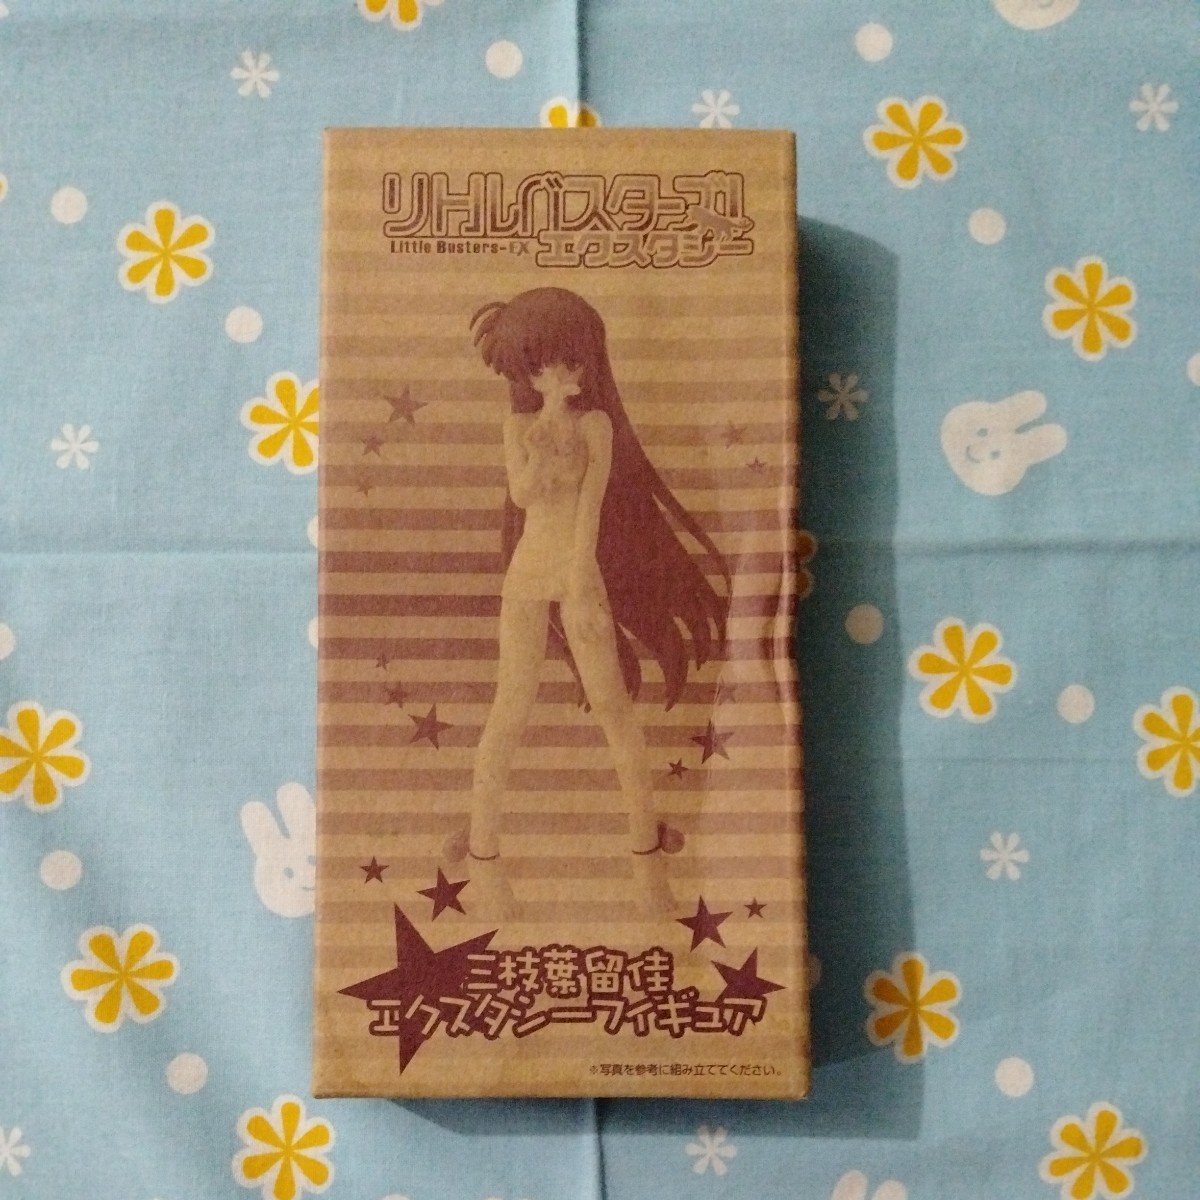 リトルバスターズ!
Little Busters-EX エクスタシー
三枝葉留佳
エクスタシーフィギュア
※写真を参考に組み立ててください。